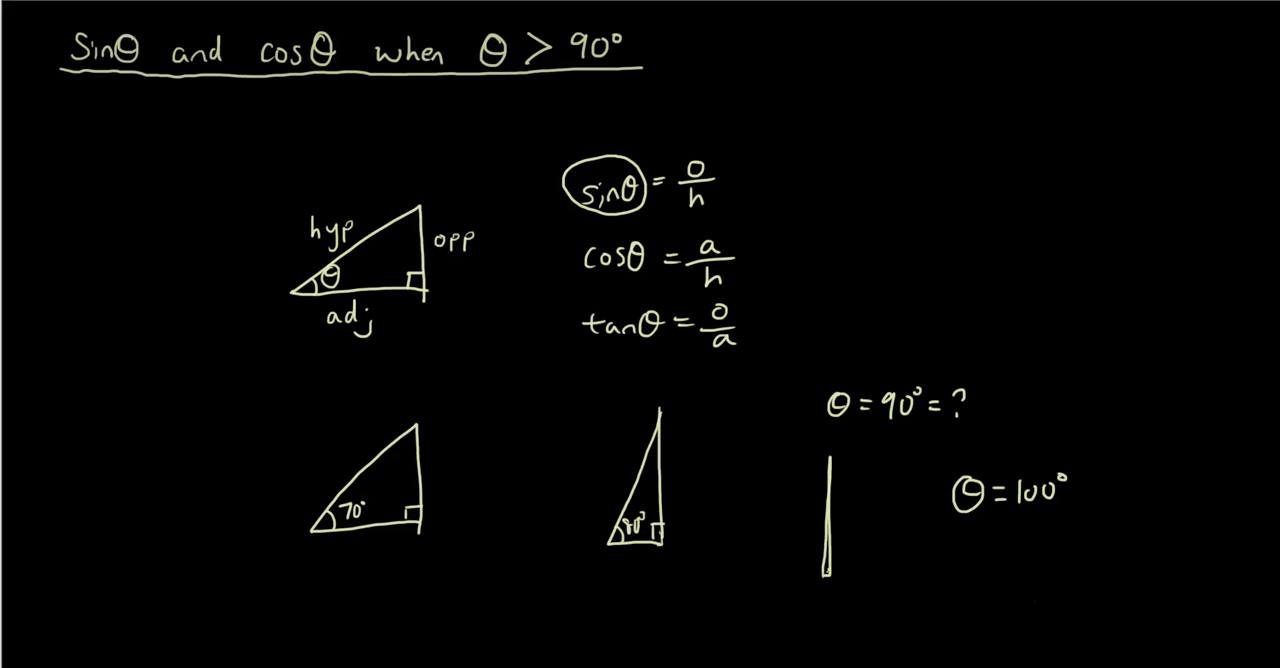 Sinθ and cosθ when θ > 90°
sinθ = o/h
hyp
opp
θ
cosθ = a/h
adj
tanθ = o/a
θ = 90° = ?
θ = 100°
70°
80°